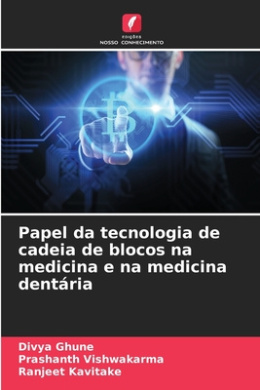 edições
NOSSO CONHECIMENTO
Papel da tecnologia de
cadeia de blocos na
medicina e na medicina
dentária
Divya Ghune
Prashanth Vishwakarma
Ranjeet Kavitake